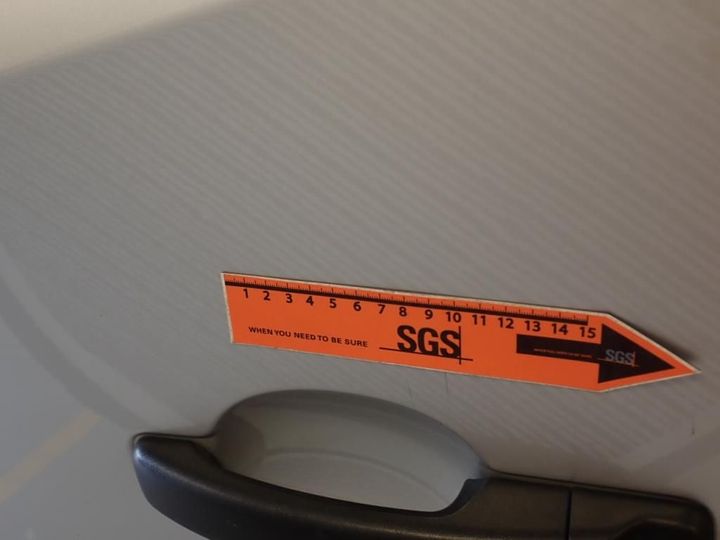 1 2 3 4 5 6 7 8 9 10 11 12 13 14 15
WHEN YOU NEED TO BE SURE SGS
SGS